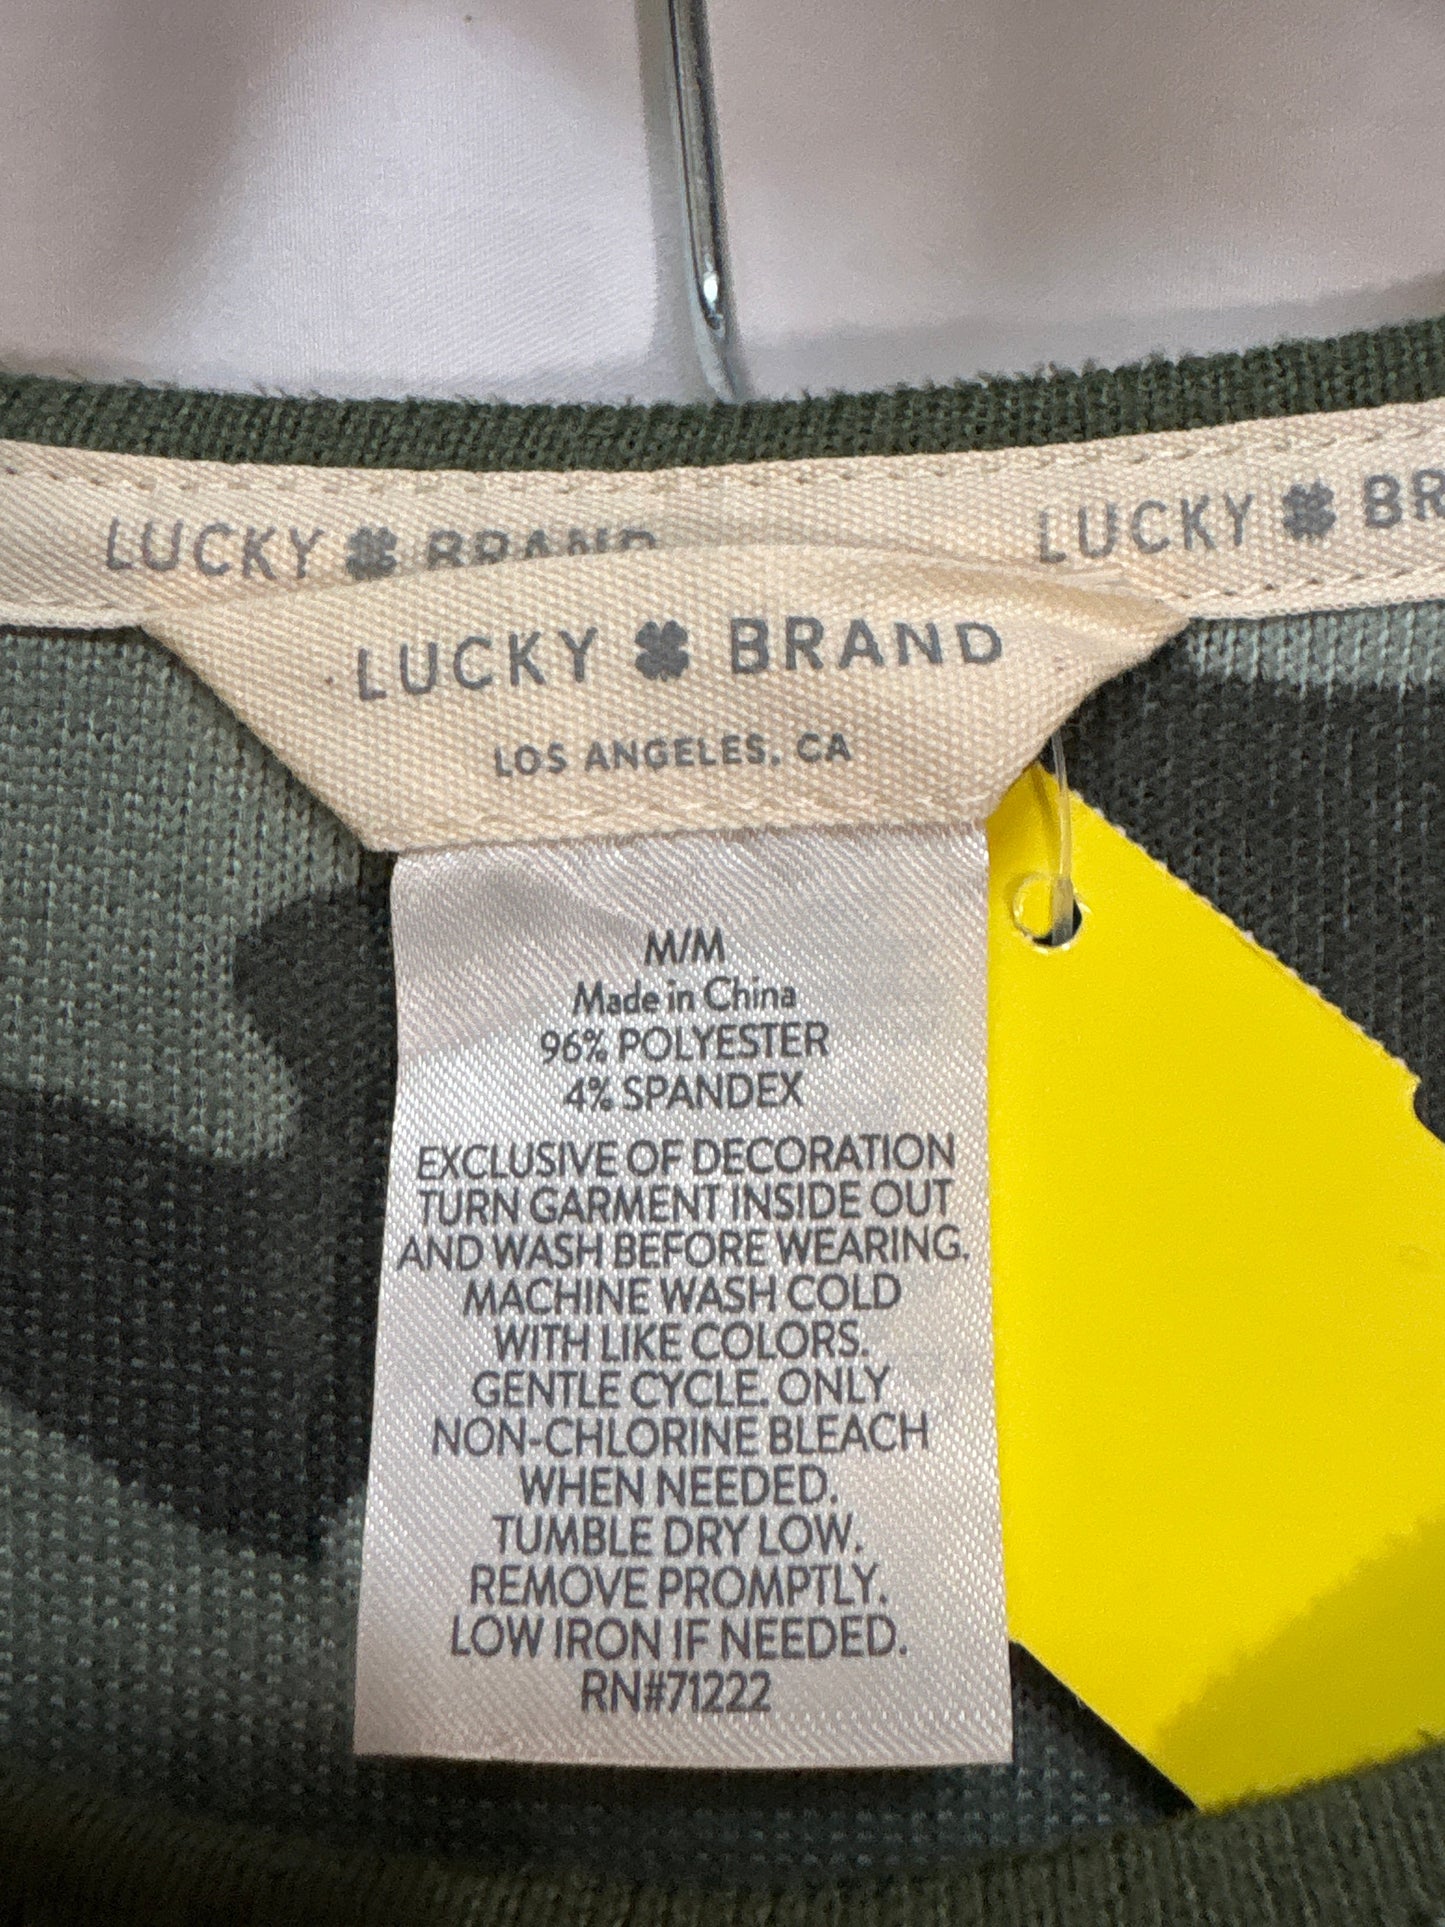 LUCKY BRAND LUCKY BR
LUCKY BRAND
LOS ANGELES, CA
M/M
Made in China
96% POLYESTER
4% SPANDEX
EXCLUSIVE OF DECORATION
TURN GARMENT INSIDE OUT
AND WASH BEFORE WEARING.
MACHINE WASH COLD
WITH LIKE COLORS.
GENTLE CYCLE. ONLY
NON-CHLORINE BLEACH
WHEN NEEDED.
TUMBLE DRY LOW.
REMOVE PROMPTLY.
LOW IRON IF NEEDED.
RN#71222